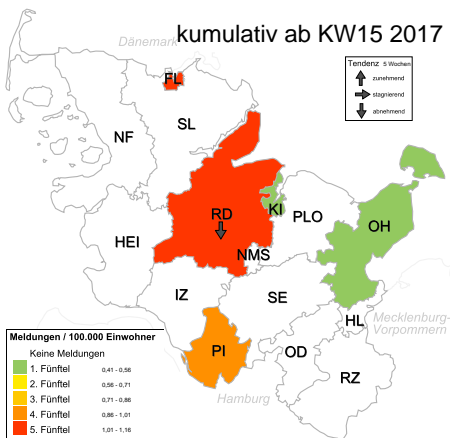 kumulativ ab KW15 2017
Dänemark
Tendenz 5 Wochen
zunehmend
stagnierend
abnehmend
FL
NF
SL
RD
KI
PLO
OH
HEI
NMS
IZ
SE
HL
Mecklenburg-
Vorpommern
PI
OD
RZ
Hamburg
Meldungen / 100.000 Einwohner
Keine Meldungen
1. Fünftel 0,41 - 0,56
2. Fünftel 0,56 - 0,71
3. Fünftel 0,71 - 0,86
4. Fünftel 0,86 - 1,01
5. Fünftel 1,01 - 1,16